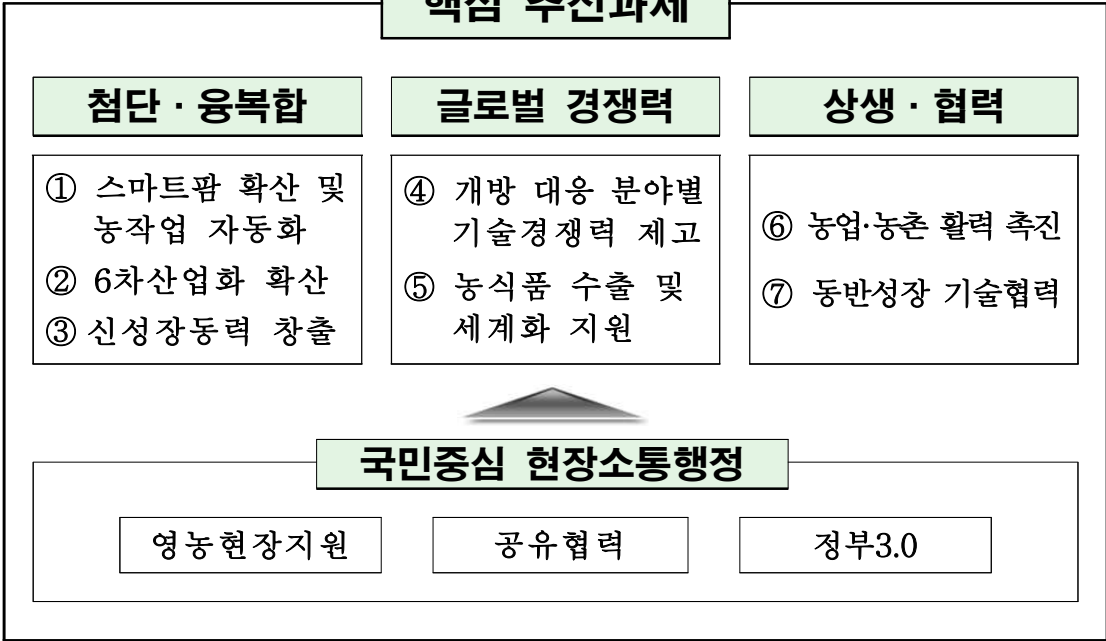 핵심 추진과제
첨단 · 융복합
① 스마트팜 확산 및
농작업 자동화
② 6차산업화 확산
③ 신성장동력 창출
글로벌 경쟁력
④ 개방 대응 분야별
기술경쟁력 제고
⑤ 농식품 수출 및
세계화 지원
상생 · 협력
⑥ 농업·농촌 활력 촉진
⑦ 동반성장 기술협력
국민중심 현장소통행정
영농현장지원
공유협력
정부3.0